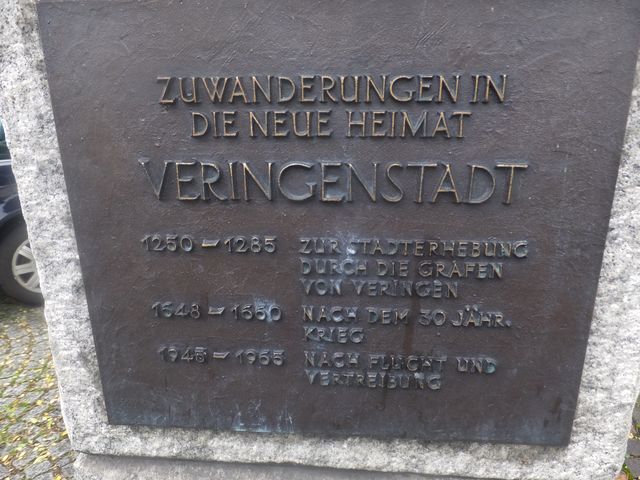 ZUWANDERUNGEN IN
DIE NEUE HEIMAT
VERINGENSTADT
1250 – 1285 ZUR STADTERHEBUNG
DURCH DIE GRAFEN
VON VERINGEN
1648 – 1660 NACH DEM 30 JÄHR.
KRIEG
1945 – 1965 NACH FLUCHT UND
VERTREIBUNG